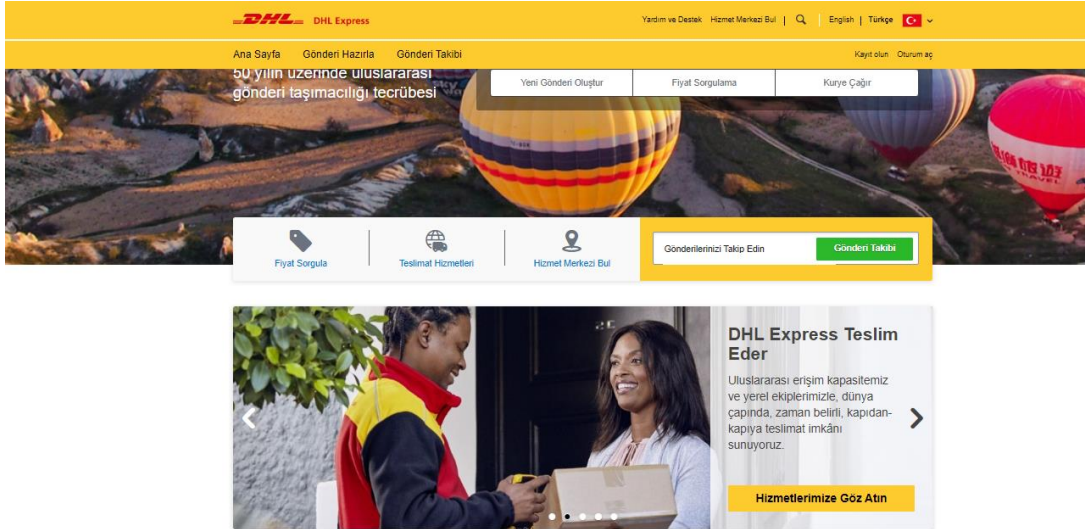 DHL DHL Express
Yardım ve Destek Hizmet Merkezi Bul | English | Türkçe
Ana Sayfa Gönderi Hazırla Gönderi Takibi Kayıt olun Oturum aç
50 yılın üzerinde uluslararası
gönderi taşımacılığı tecrübesi
Yeni Gönderi Oluştur Fiyat Sorgulama Kurye Çağır
Fiyat Sorgula Teslimat Hizmetleri Hizmet Merkezi Bul
Gönderilerinizi Takip Edin Gönderi Takibi
DHL Express Teslim
Eder
Uluslararası erişim kapasitemiz
ve yerel ekiplerimizle, dünya
çapında, zaman belirli, kapıdan-
kapıya teslimat imkânı
sunuyoruz.
Hizmetlerimize Göz Atın